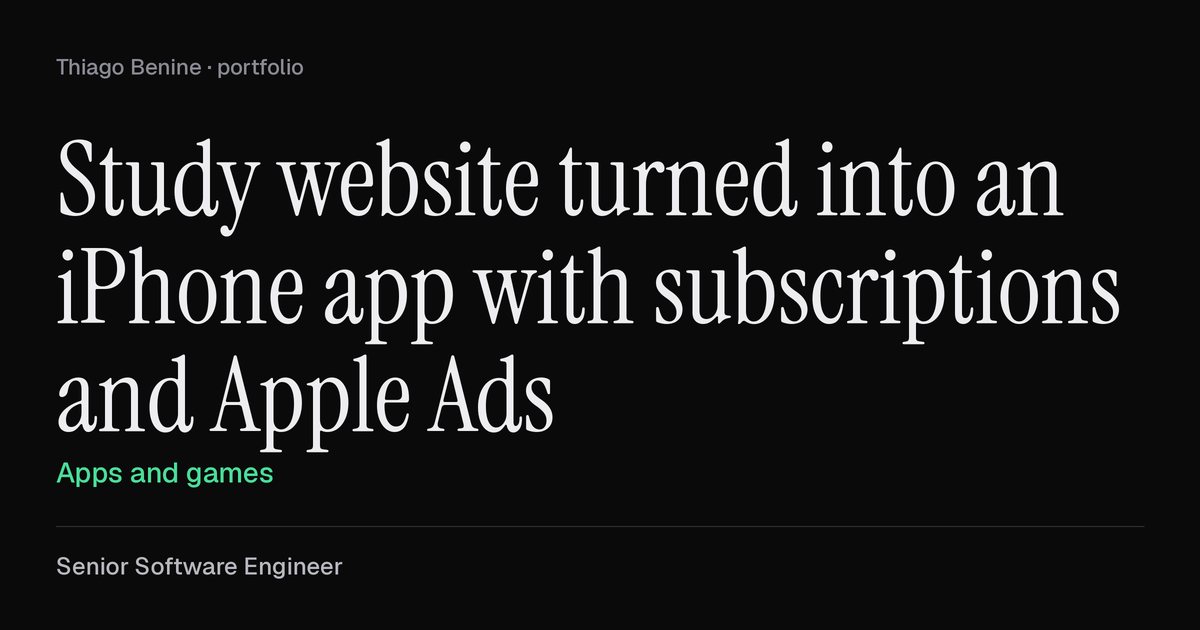 Thiago Benine · portfolio
Study website turned into an
iPhone app with subscriptions
and Apple Ads
Apps and games
Senior Software Engineer